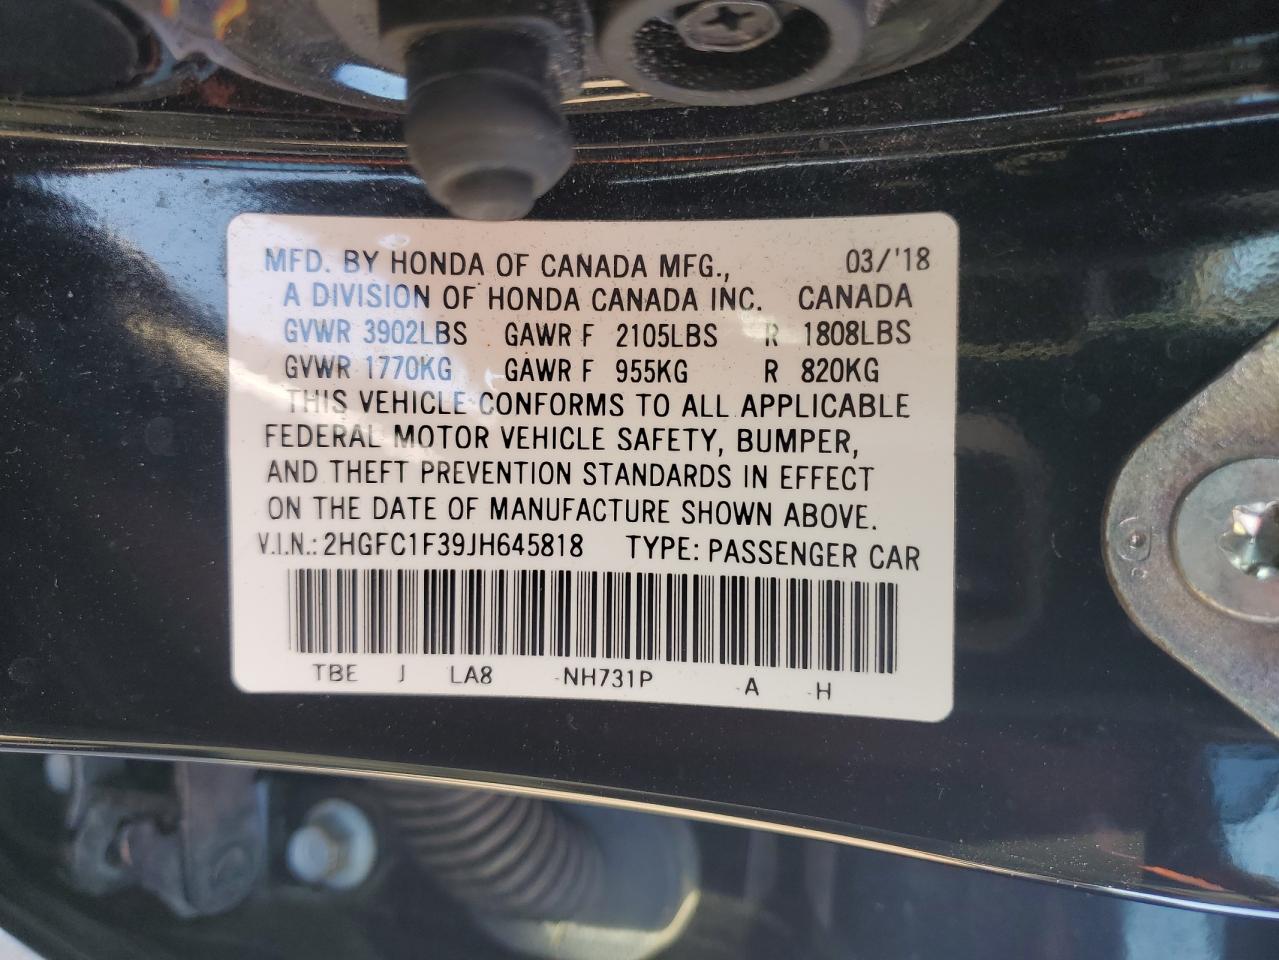 MFD. BY HONDA OF CANADA MFG., 03/'18
A DIVISION OF HONDA CANADA INC. CANADA
GVWR 3902LBS GAWR F 2105LBS R 1808LBS
GVWR 1770KG GAWR F 955KG R 820KG
THIS VEHICLE CONFORMS TO ALL APPLICABLE
FEDERAL MOTOR VEHICLE SAFETY, BUMPER,
AND THEFT PREVENTION STANDARDS IN EFFECT
ON THE DATE OF MANUFACTURE SHOWN ABOVE.
V.I.N.: 2HGFC1F39JH645818 TYPE: PASSENGER CAR
TBE J LA8 -NH731P -A -H